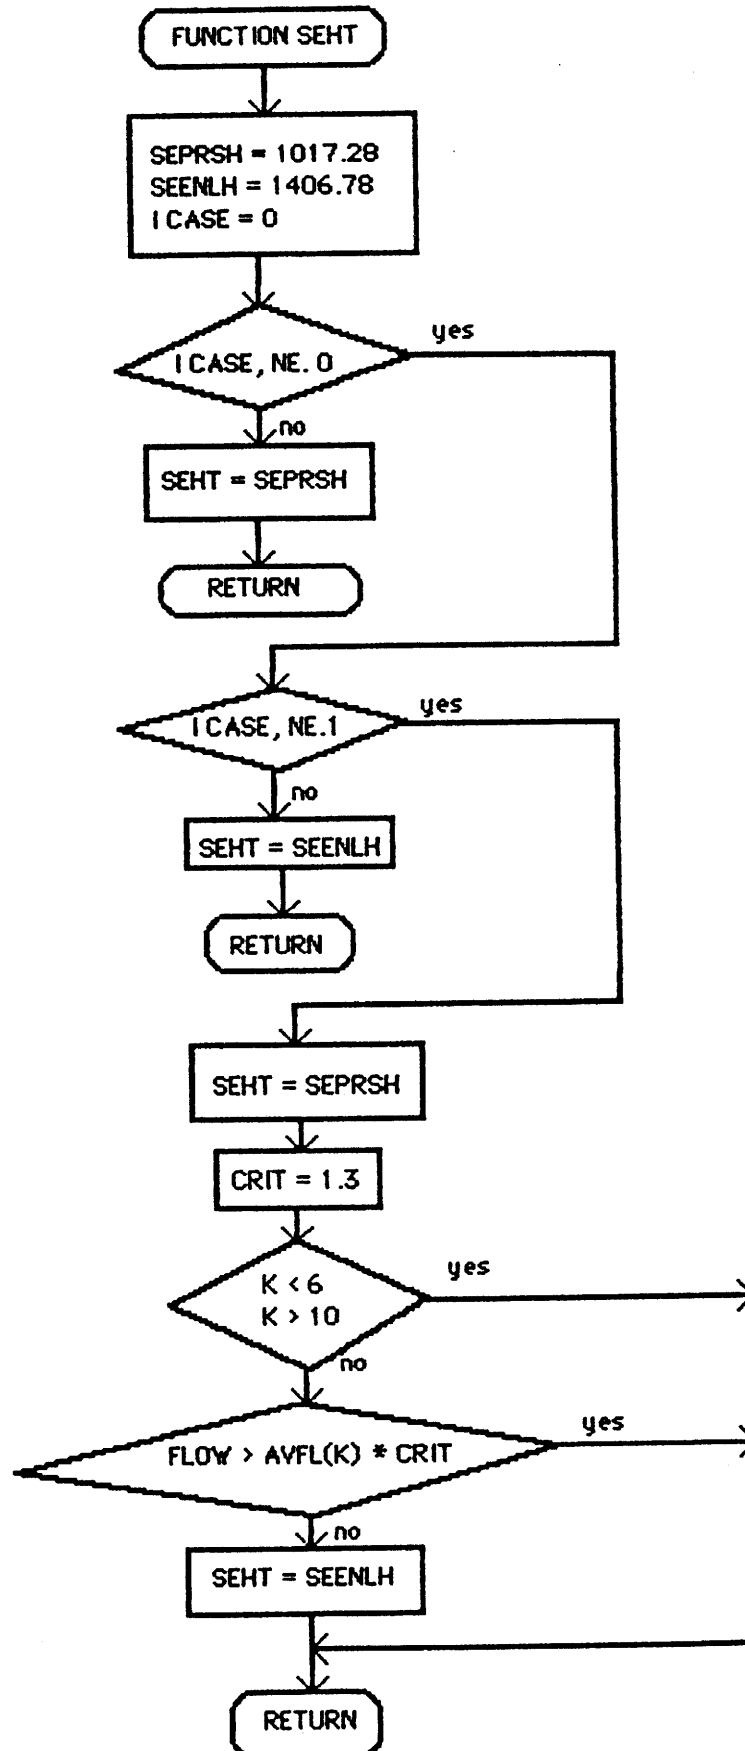 FUNCTION SEHT
SEPRSH = 1017.28
SEENLH = 1406.78
I CASE = 0
yes
I CASE, NE. 0
no
SEHT = SEPRSH
RETURN
yes
I CASE, NE.1
no
SEHT = SEENLH
RETURN
SEHT = SEPRSH
CRIT = 1.3
yes
K < 6
K > 10
no
yes
FLOW > AVFL(K) * CRIT
no
SEHT = SEENLH
RETURN